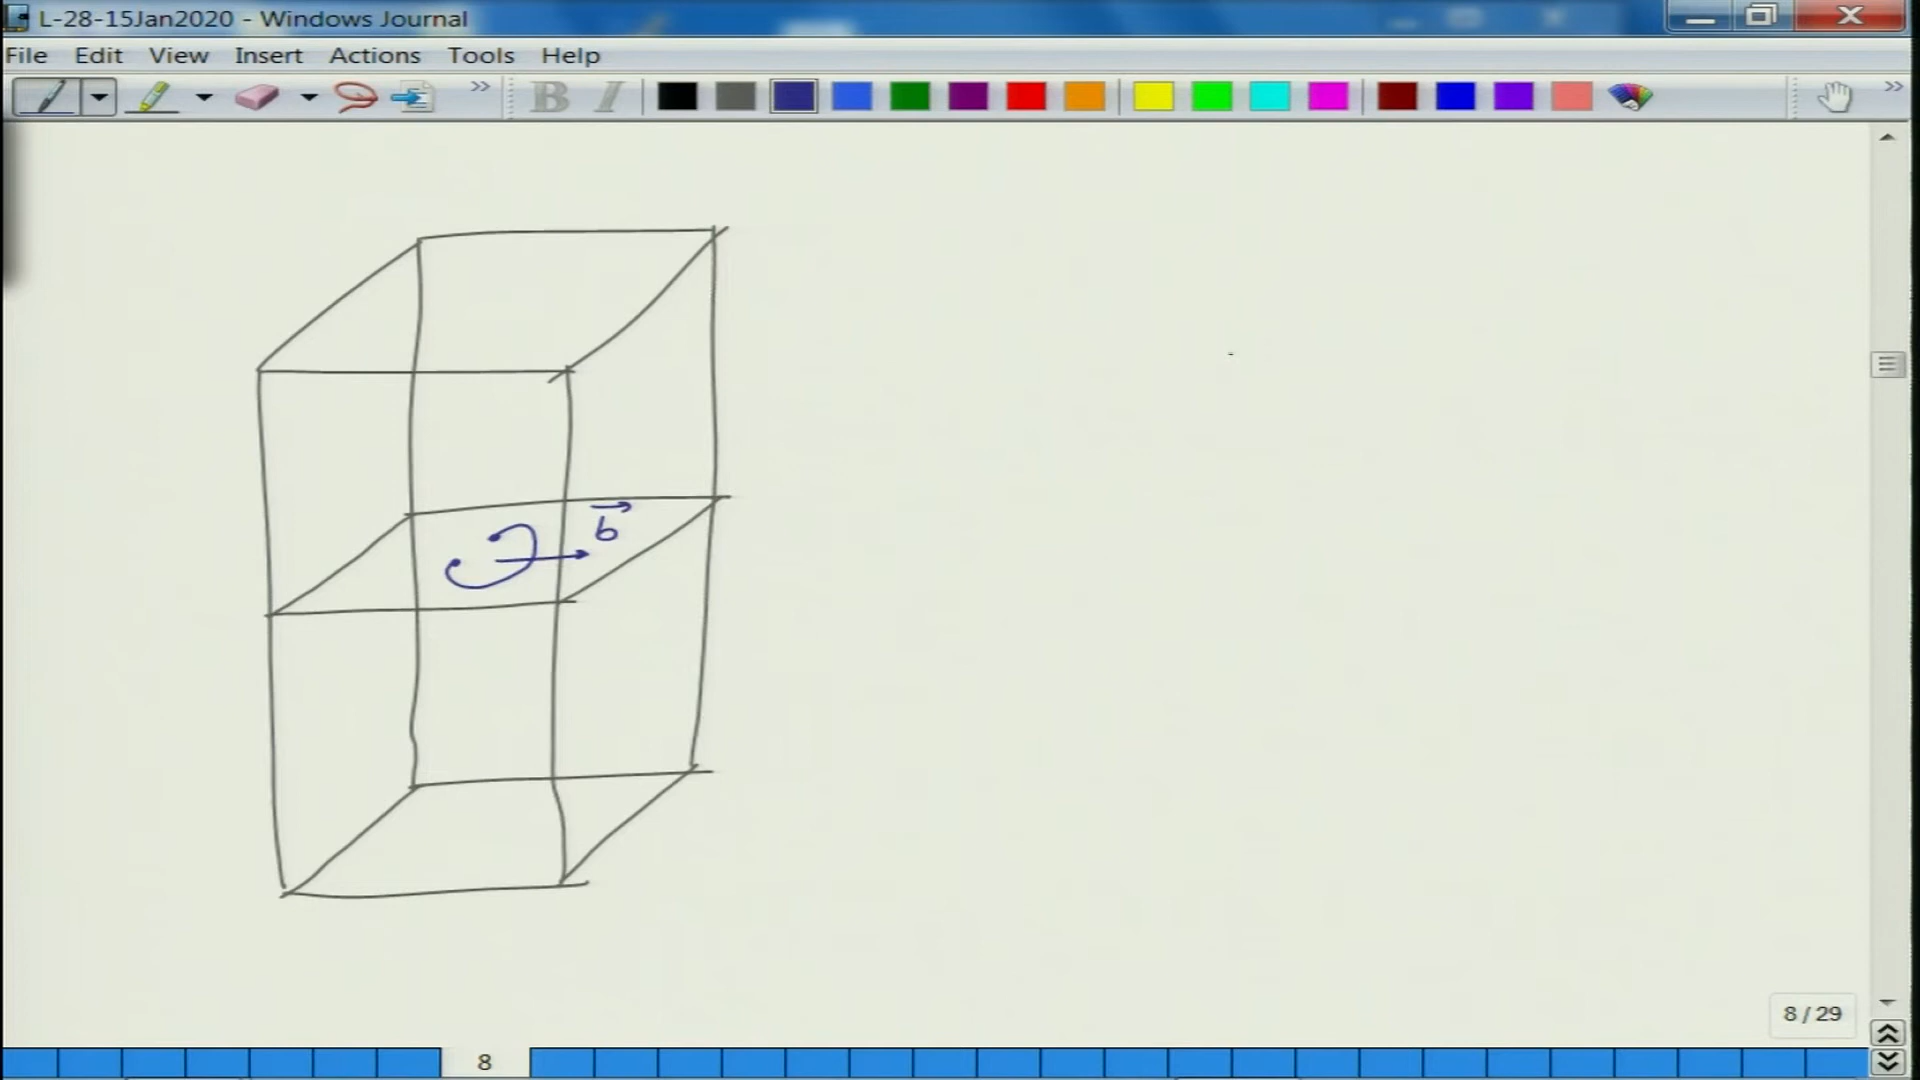 L-28-15Jan2020 - Windows Journal
File Edit View Insert Actions Tools Help
B I
b
8 / 29
8